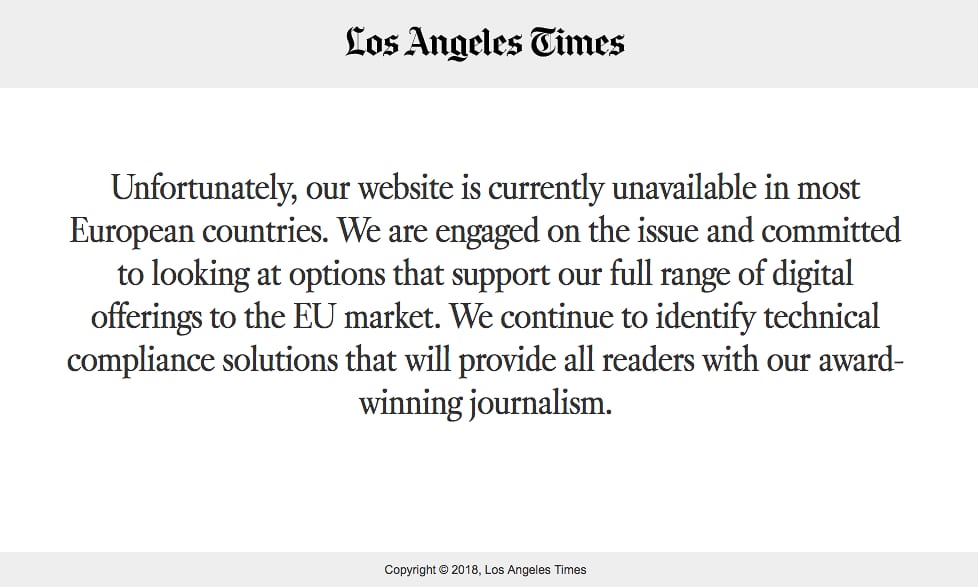 Los Angeles Times
Unfortunately, our website is currently unavailable in most
European countries. We are engaged on the issue and committed
to looking at options that support our full range of digital
offerings to the EU market. We continue to identify technical
compliance solutions that will provide all readers with our award-
winning journalism.
Copyright © 2018, Los Angeles Times